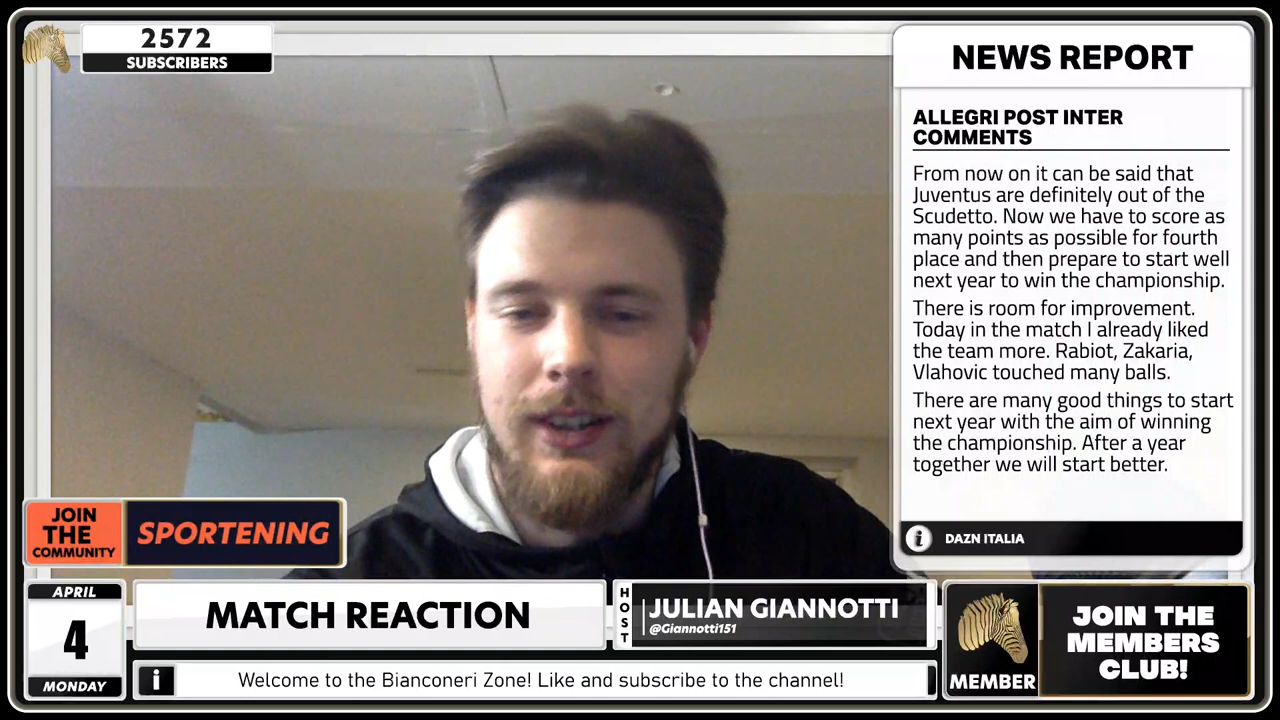 2572
SUBSCRIBERS
NEWS REPORT
ALLEGRI POST INTER
COMMENTS
From now on it can be said that
Juventus are definitely out of the
Scudetto. Now we have to score as
many points as possible for fourth
place and then prepare to start well
next year to win the championship.
There is room for improvement.
Today in the match I already liked
the team more. Rabiot, Zakaria,
Vlahovic touched many balls.
There are many good things to start
next year with the aim of winning
the championship. After a year
together we will start better.
i DAZN ITALIA
JOIN
THE
COMMUNITY
SPORTENING
APRIL
4
MONDAY
MATCH REACTION
HOST
JULIAN GIANNOTTI
@Giannotti151
i Welcome to the Bianconeri Zone! Like and subscribe to the channel!
MEMBER
JOIN THE
MEMBERS
CLUB!